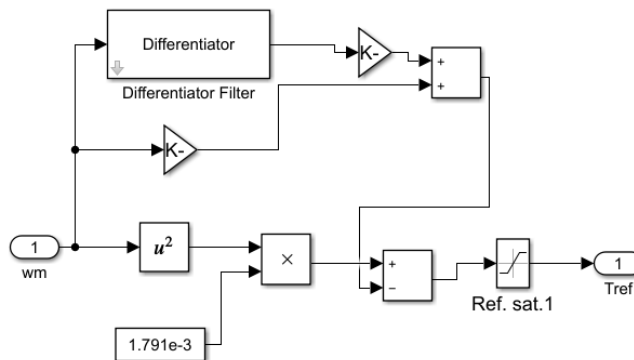 Differentiator
K-
+
+
Differentiator Filter
K-
1
wm
u²
×
+
−
1
Tref
Ref. sat.1
1.791e-3